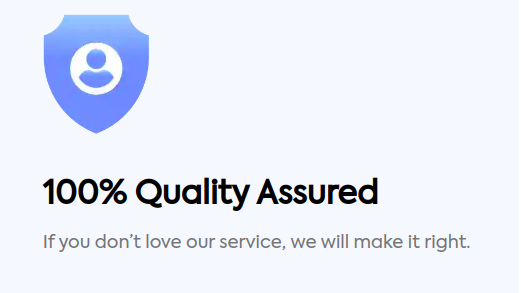 100% Quality Assured
If you don't love our service, we will make it right.